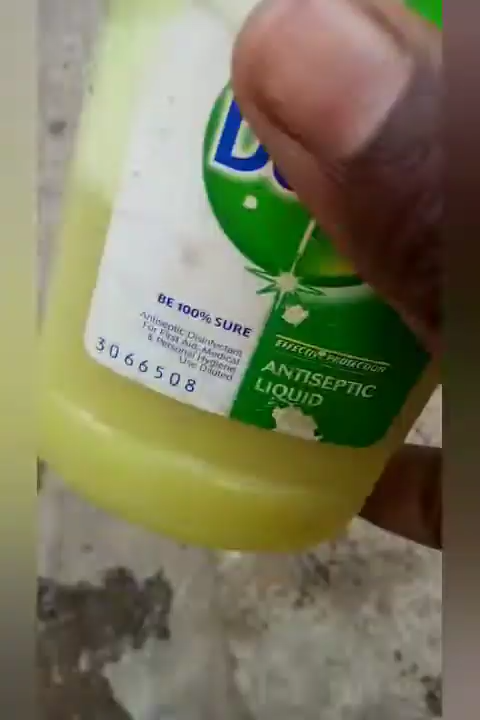 BE 100% SURE
Antiseptic Disinfectant
For First Aid, Medical
& Personal Hygiene
Use Diluted
3066508
EFFECTIVE PROTECTION
ANTISEPTIC
LIQUID